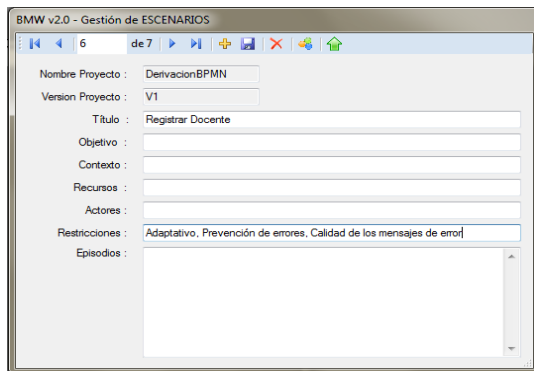 BMW v2.0 - Gestión de ESCENARIOS
6 de 7
Nombre Proyecto : DerivacionBPMN
Version Proyecto : V1
Título : Registrar Docente
Objetivo :
Contexto :
Recursos :
Actores :
Restricciones : Adaptativo, Prevención de errores, Calidad de los mensajes de error
Episodios :